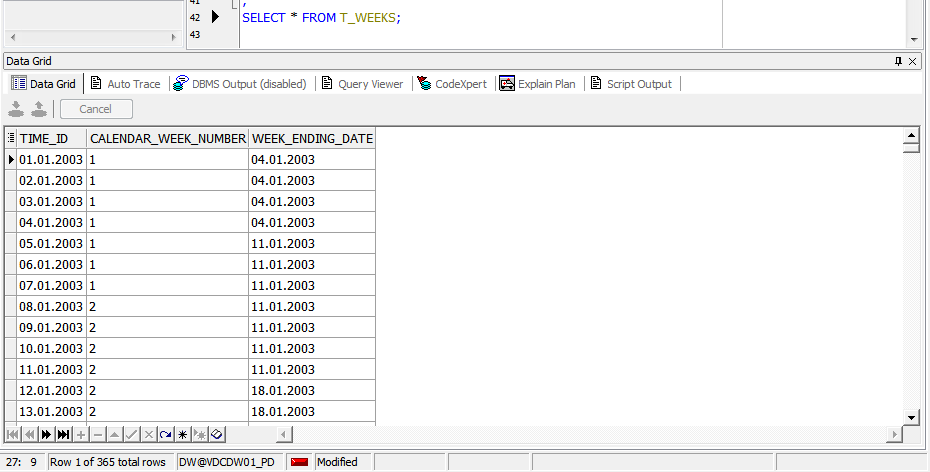 41 ;
42 SELECT * FROM T_WEEKS;
43
Data Grid
Data Grid Auto Trace DBMS Output (disabled) Query Viewer CodeXpert Explain Plan Script Output
Cancel
TIME_ID CALENDAR_WEEK_NUMBER WEEK_ENDING_DATE
01.01.2003 1 04.01.2003
02.01.2003 1 04.01.2003
03.01.2003 1 04.01.2003
04.01.2003 1 04.01.2003
05.01.2003 1 11.01.2003
06.01.2003 1 11.01.2003
07.01.2003 1 11.01.2003
08.01.2003 2 11.01.2003
09.01.2003 2 11.01.2003
10.01.2003 2 11.01.2003
11.01.2003 2 11.01.2003
12.01.2003 2 18.01.2003
13.01.2003 2 18.01.2003
27: 9 Row 1 of 365 total rows DW@VDCDW01_PD Modified